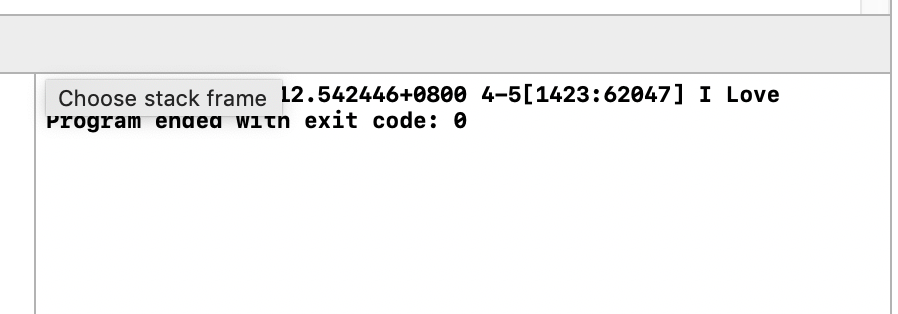 Choose stack frame 12.542446+0800 4-5[1423:62047] I Love
Program ended with exit code: 0